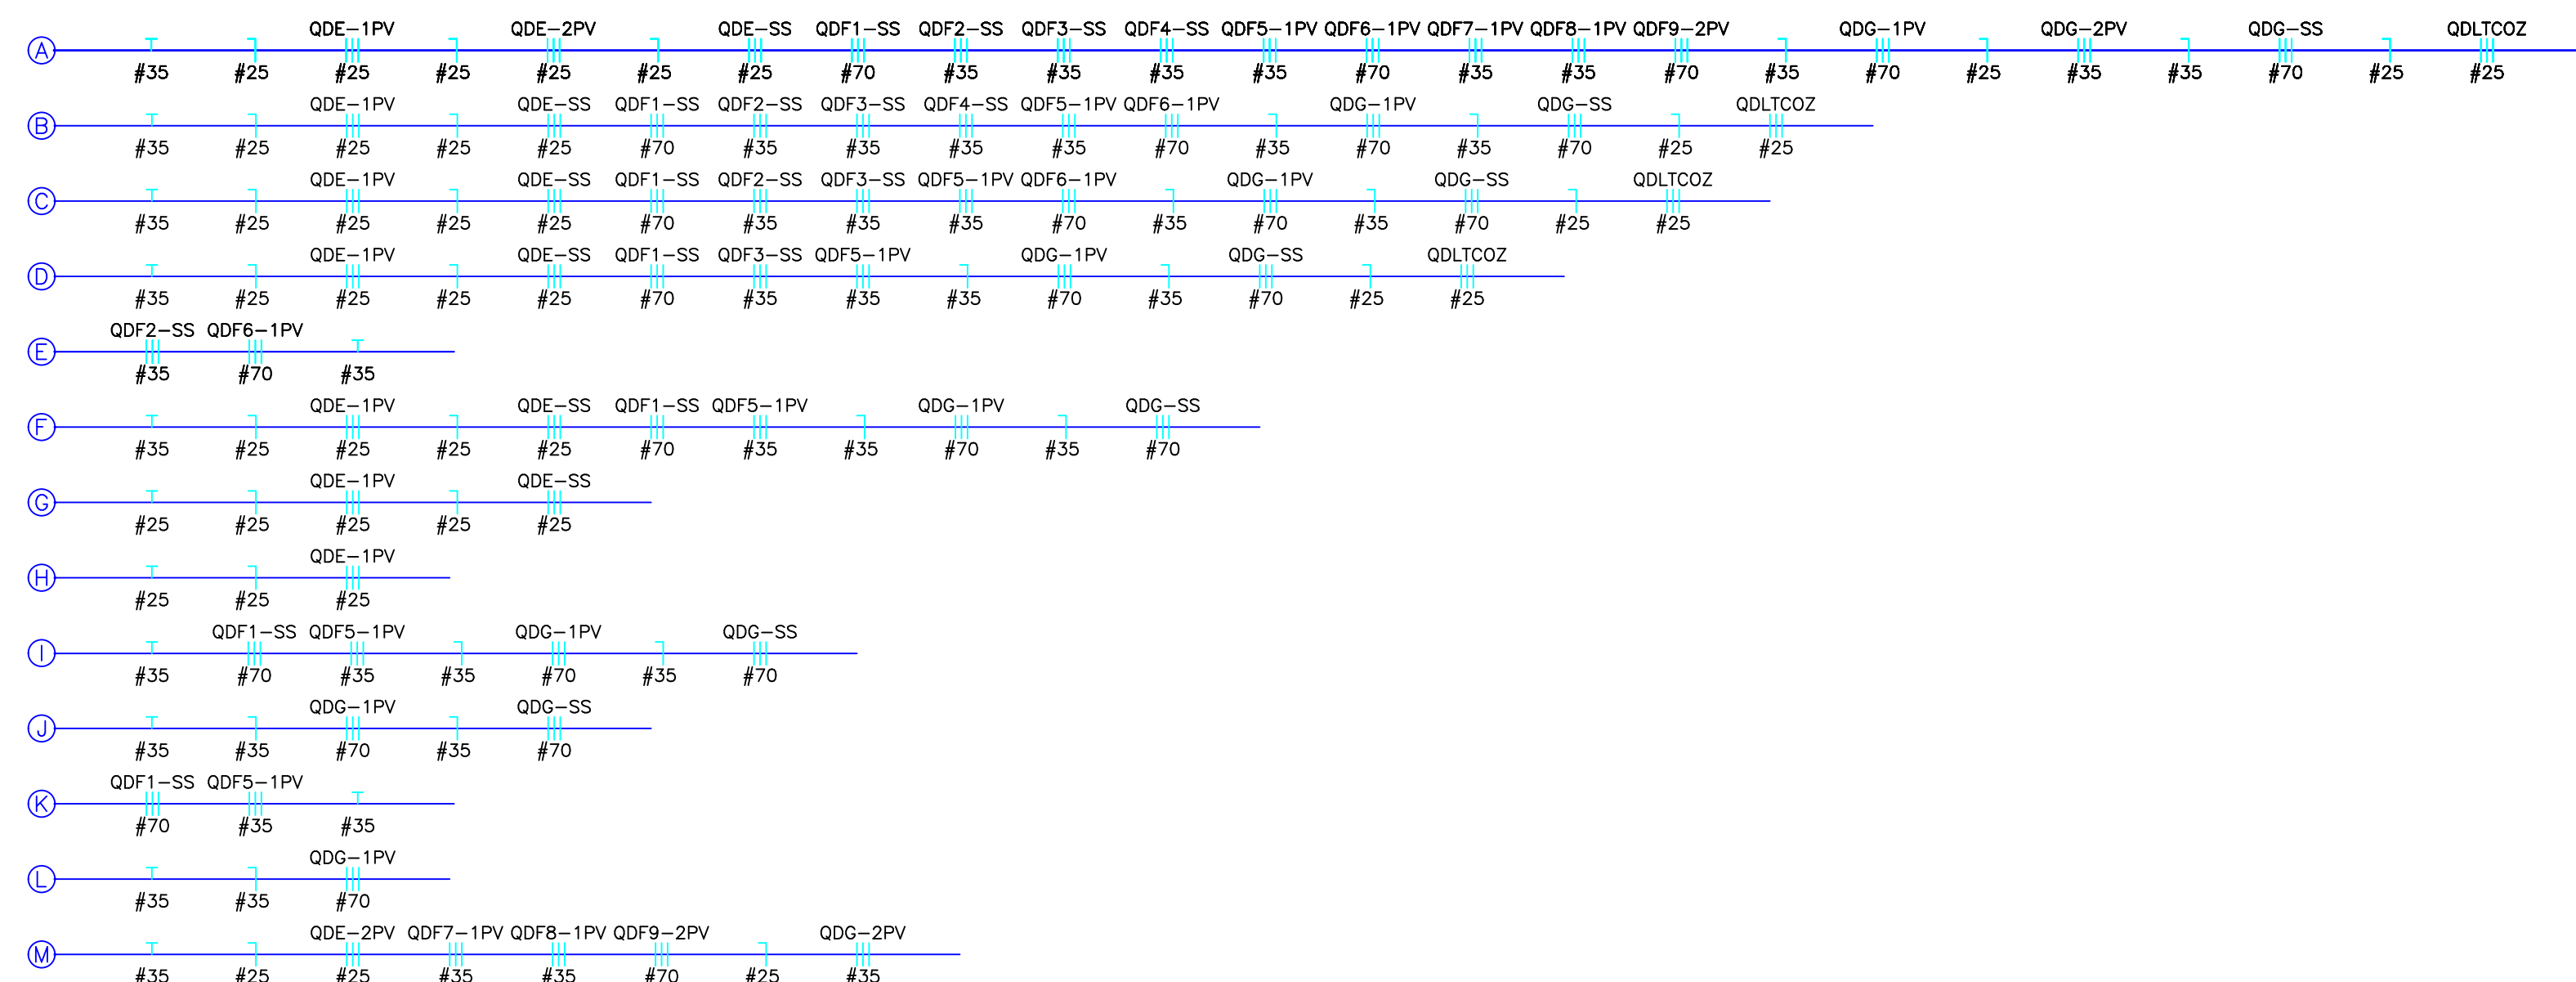 QDE-1PV QDE-2PV QDE-SS QDF1-SS QDF2-SS QDF3-SS QDF4-SS QDF5-1PV QDF6-1PV QDF7-1PV QDF8-1PV QDF9-2PV QDG-1PV QDG-2PV QDG-SS QDLTCOZ
A
#35 #25 #25 #25 #25 #25 #25 #70 #35 #35 #35 #35 #70 #35 #35 #70 #35 #70 #25 #35 #35 #70 #25 #25
QDE-1PV QDE-SS QDF1-SS QDF2-SS QDF3-SS QDF4-SS QDF5-1PV QDF6-1PV QDG-1PV QDG-SS QDLTCOZ
B
#35 #25 #25 #25 #25 #70 #35 #35 #35 #35 #70 #35 #70 #35 #70 #25 #25
QDE-1PV QDE-SS QDF1-SS QDF2-SS QDF3-SS QDF5-1PV QDF6-1PV QDG-1PV QDG-SS QDLTCOZ
C
#35 #25 #25 #25 #25 #70 #35 #35 #35 #70 #35 #70 #35 #70 #25 #25
QDE-1PV QDE-SS QDF1-SS QDF3-SS QDF5-1PV QDG-1PV QDG-SS QDLTCOZ
D
#35 #25 #25 #25 #25 #70 #35 #35 #35 #70 #35 #70 #25 #25
QDF2-SS QDF6-1PV
E
#35 #70 #35
QDE-1PV QDE-SS QDF1-SS QDF5-1PV QDG-1PV QDG-SS
F
#35 #25 #25 #25 #25 #70 #35 #35 #70 #35 #70
QDE-1PV QDE-SS
G
#25 #25 #25 #25 #25
QDE-1PV
H
#25 #25 #25
QDF1-SS QDF5-1PV QDG-1PV QDG-SS
I
#35 #70 #35 #35 #70 #35 #70
QDG-1PV QDG-SS
J
#35 #35 #70 #35 #70
QDF1-SS QDF5-1PV
K
#70 #35 #35
QDG-1PV
L
#35 #35 #70
QDE-2PV QDF7-1PV QDF8-1PV QDF9-2PV QDG-2PV
M
#35 #25 #25 #35 #35 #70 #25 #35